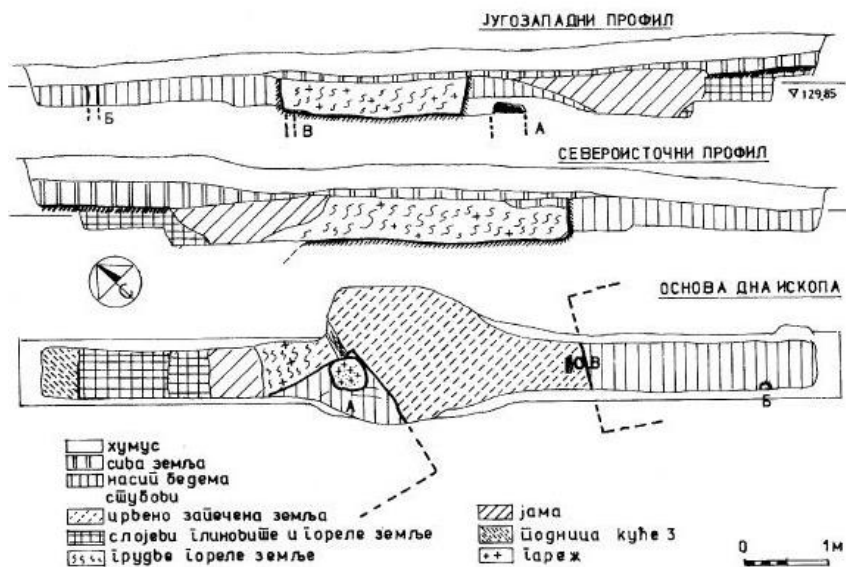 ЈУГОЗАПАДНИ ПРОФИЛ
Б
В
А
▽129,85
СЕВЕРОИСТОЧНИ ПРОФИЛ
С
ОСНОВА ДНА ИСКОПА
В
А
Б
хумус
сива земља
насип бедема
стубови
црвено запечена земља
слојеви глиновите и гореле земље
грудве гореле земље
јама
подница куће 3
гареж
0 1м